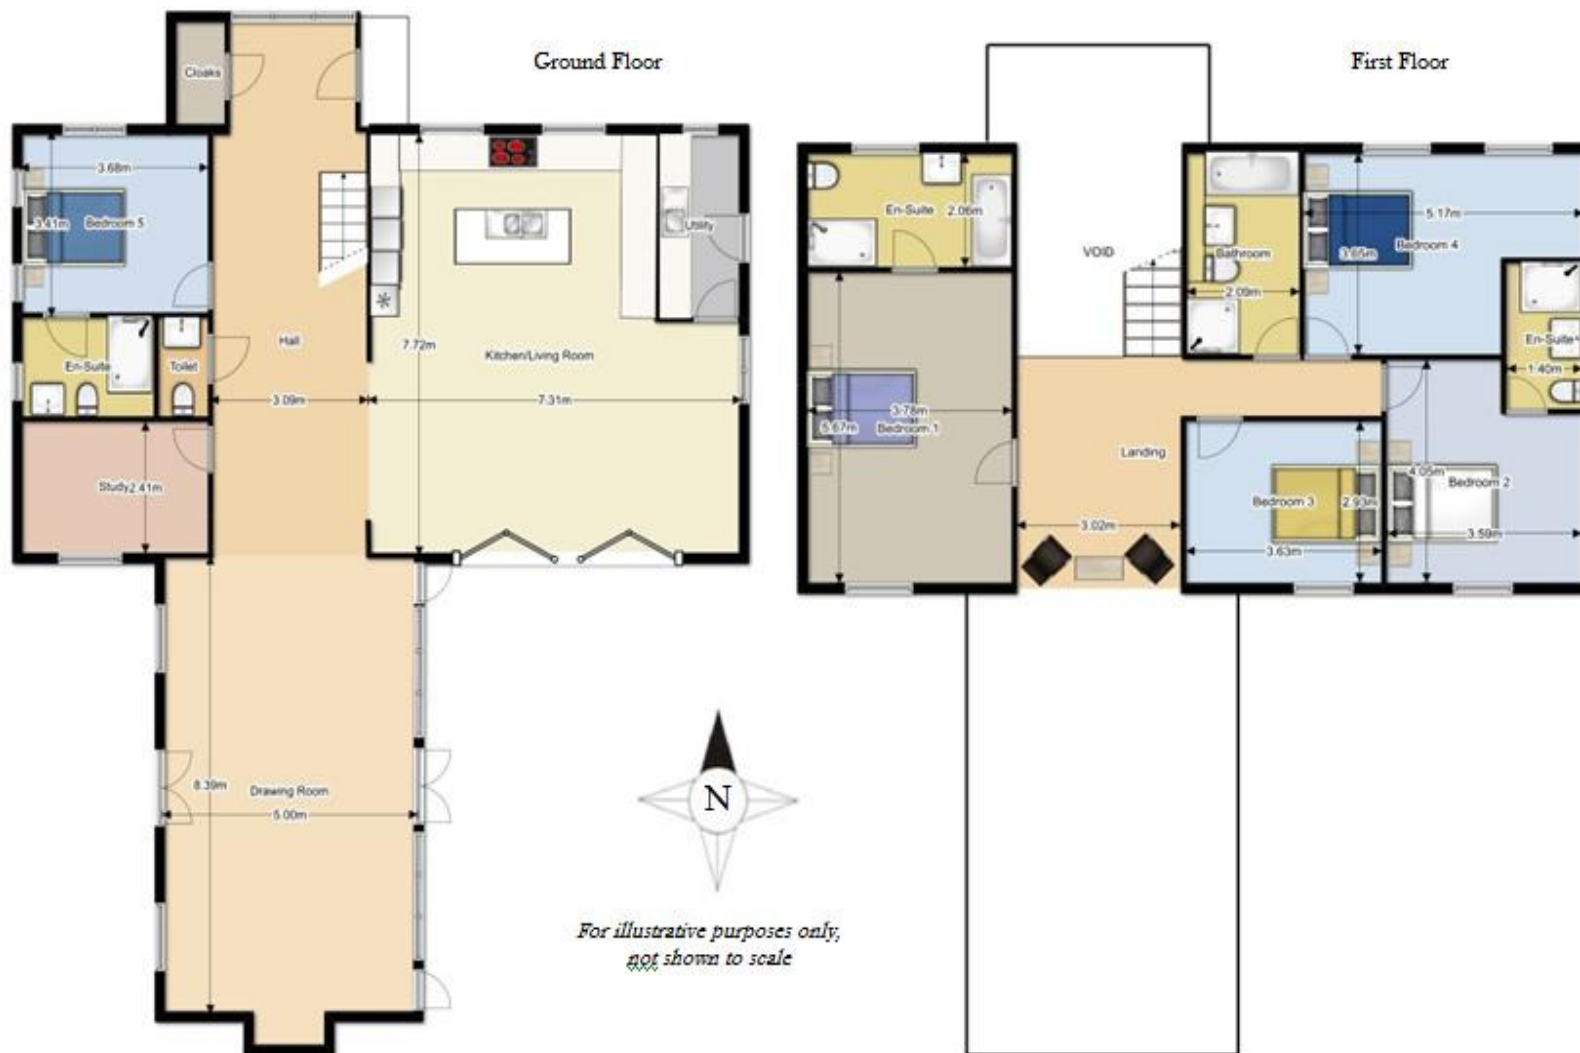 Ground Floor
Cloaks
3.68m
3.41m
Bedroom 5
En-Suite
Toilet
Hall
Utility
7.72m
Kitchen/Living Room
3.09m
7.31m
Study
2.41m
8.39m
Drawing Room
5.00m
First Floor
En-Suite
2.06m
VOID
Bathroom
2.09m
5.17m
Bedroom 4
3.65m
En-Suite
1.40m
3.78m
5.67m
Bedroom 1
Landing
3.02m
Bedroom 3
2.93m
3.63m
4.05m
Bedroom 2
3.59m
N
For illustrative purposes only,
not shown to scale